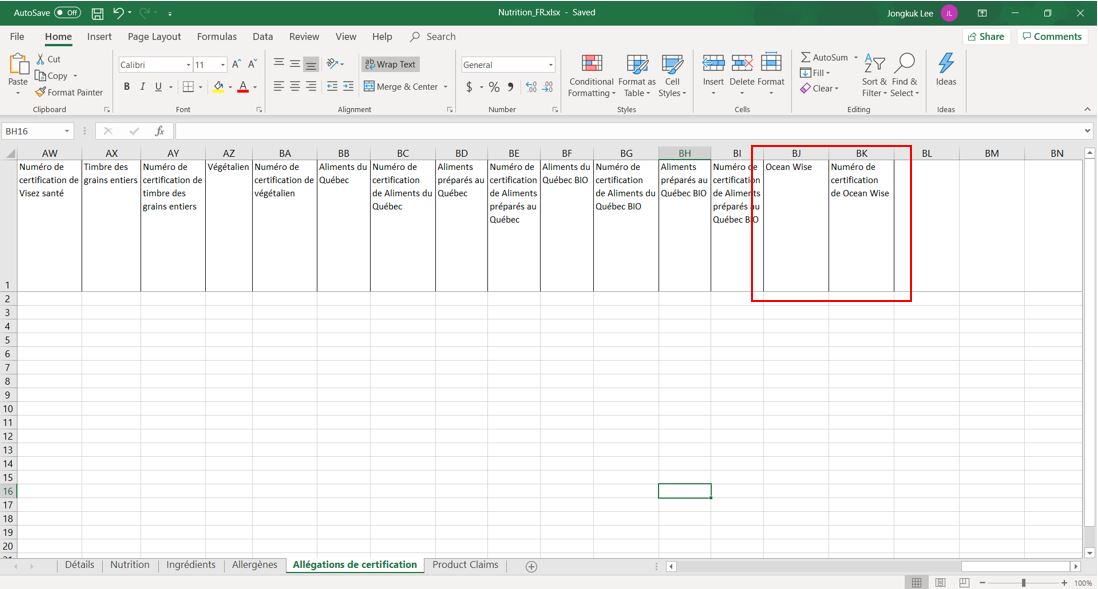 AutoSave Off
Nutrition_FR.xlsx - Saved
Jongkuk Lee JL
File Home Insert Page Layout Formulas Data Review View Help Search Share Comments
Paste
Cut
Copy
Format Painter
Clipboard
Calibri 11
B I U
Font
Wrap Text
Merge & Center
Alignment
General
$ % ,
Number
Conditional
Formatting
Format as
Table
Cell
Styles
Styles
Insert Delete Format
Cells
AutoSum
Fill
Clear
Sort &
Filter
Find &
Select
Editing
Ideas
Ideas
BH16 fx
AW AX AY AZ BA BB BC BD BE BF BG BH BI BJ BK BL BM BN
Numéro de
certification de
Visez santé
Timbre des
grains entiers
Numéro de
certification de
timbre des
grains entiers
Végétalien
Numéro de
certification de
végétalien
Aliments du
Québec
Numéro de
certification
de Aliments du
Québec
Aliments
préparés au
Québec
Numéro de
certification
de Aliments
préparés au
Québec
Aliments du
Québec BIO
Numéro de
certification
de Aliments du
Québec BIO
Aliments
préparés au
Québec BIO
Numéro de
certification
de Aliments
préparés au
Québec BIO
Ocean Wise
Numéro de
certification
de Ocean Wise
1
2
3
4
5
6
7
8
9
10
11
12
13
14
15
16
17
18
19
20
Détails Nutrition Ingrédients Allergènes Allégations de certification Product Claims
100%